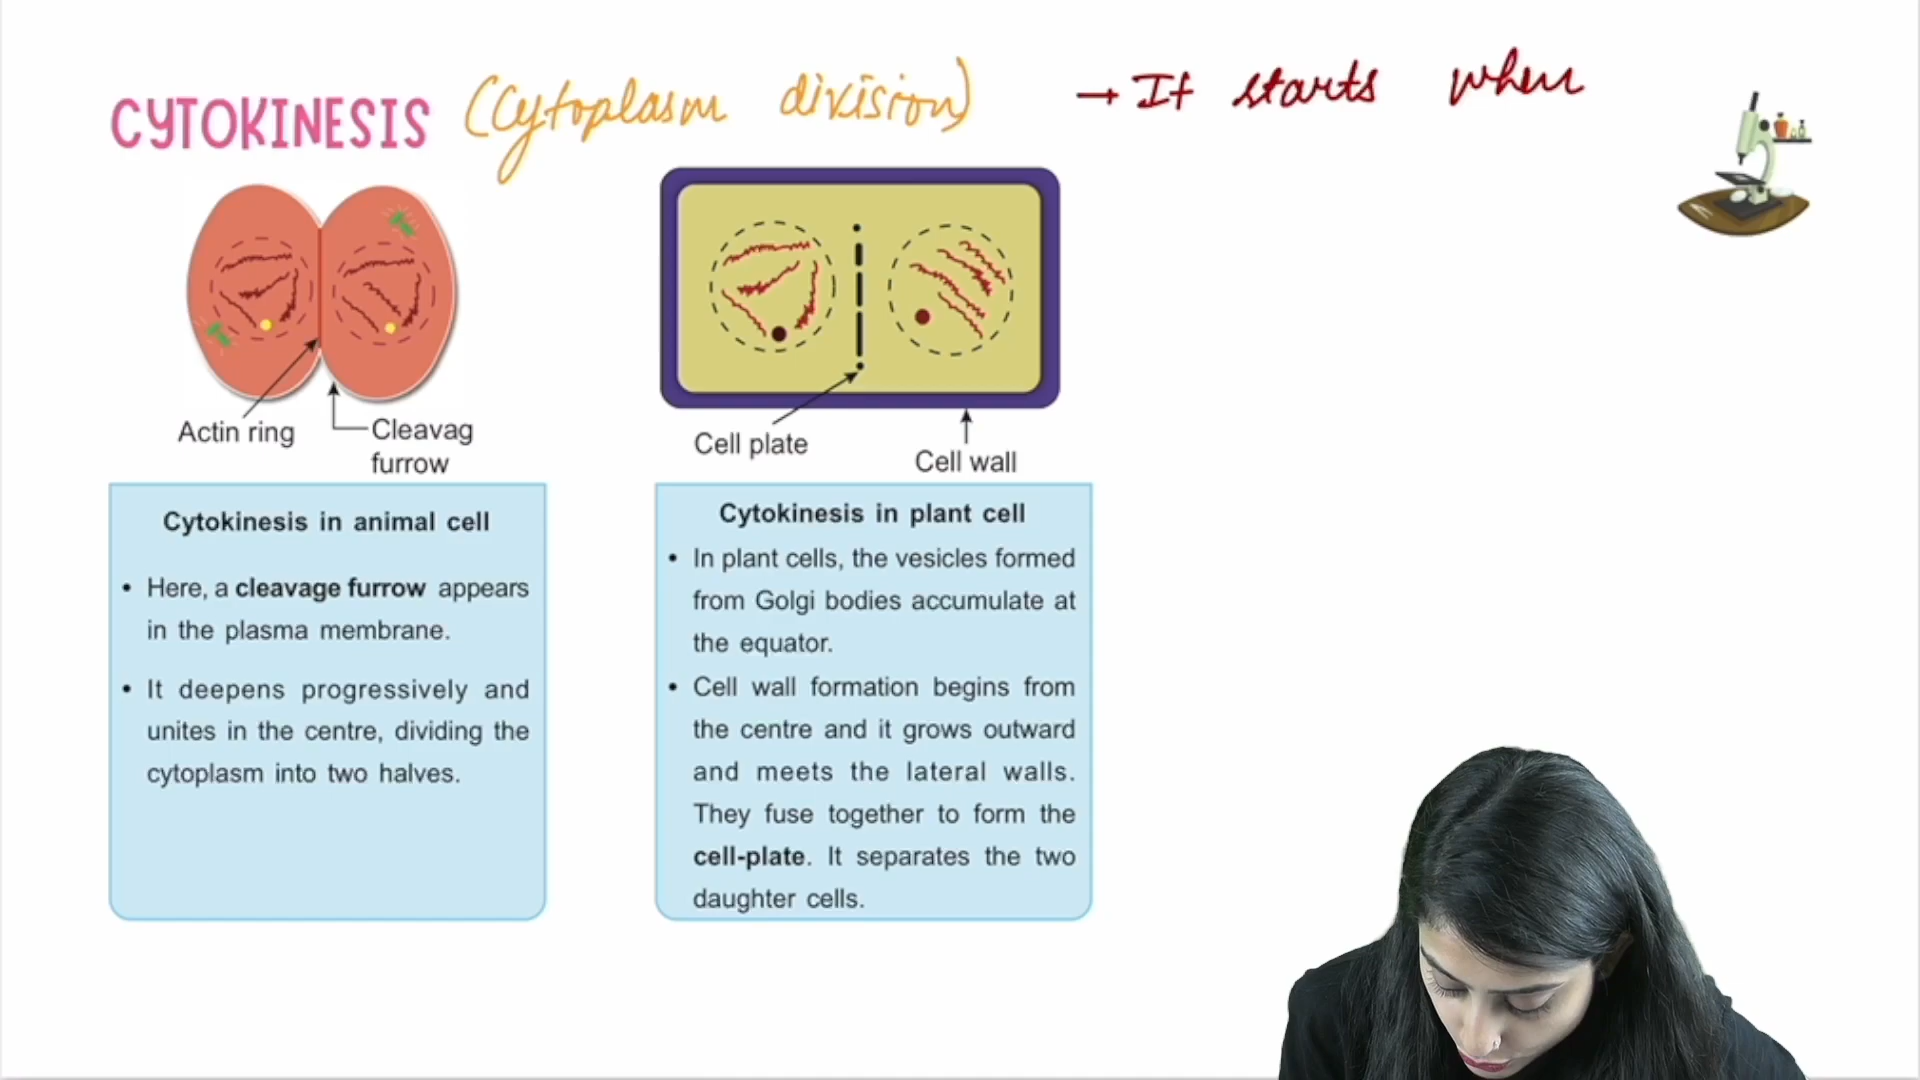 CYTOKINESIS (Cytoplasm division) → It starts when
Actin ring
Cleavag
furrow
Cell plate
Cell wall
Cytokinesis in animal cell
• Here, a cleavage furrow appears
in the plasma membrane.
• It deepens progressively and
unites in the centre, dividing the
cytoplasm into two halves.
Cytokinesis in plant cell
• In plant cells, the vesicles formed
from Golgi bodies accumulate at
the equator.
• Cell wall formation begins from
the centre and it grows outward
and meets the lateral walls.
They fuse together to form the
cell-plate. It separates the two
daughter cells.